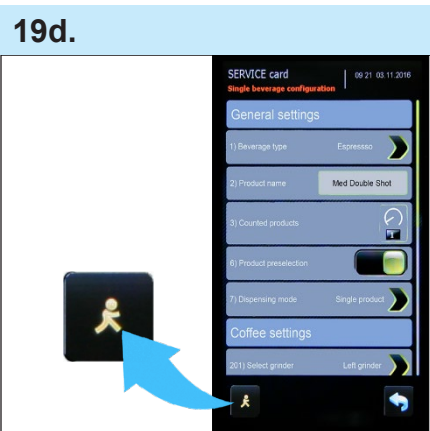 19d.
SERVICE card
09 21 03.11.2016
Single beverage configuration
General settings
1) Beverage type Espressso
2) Product name Med Double Shot
3) Counted products
1
6) Product preselection
7) Dispensing mode Single product
Coffee settings
201) Select grinder Left grinder